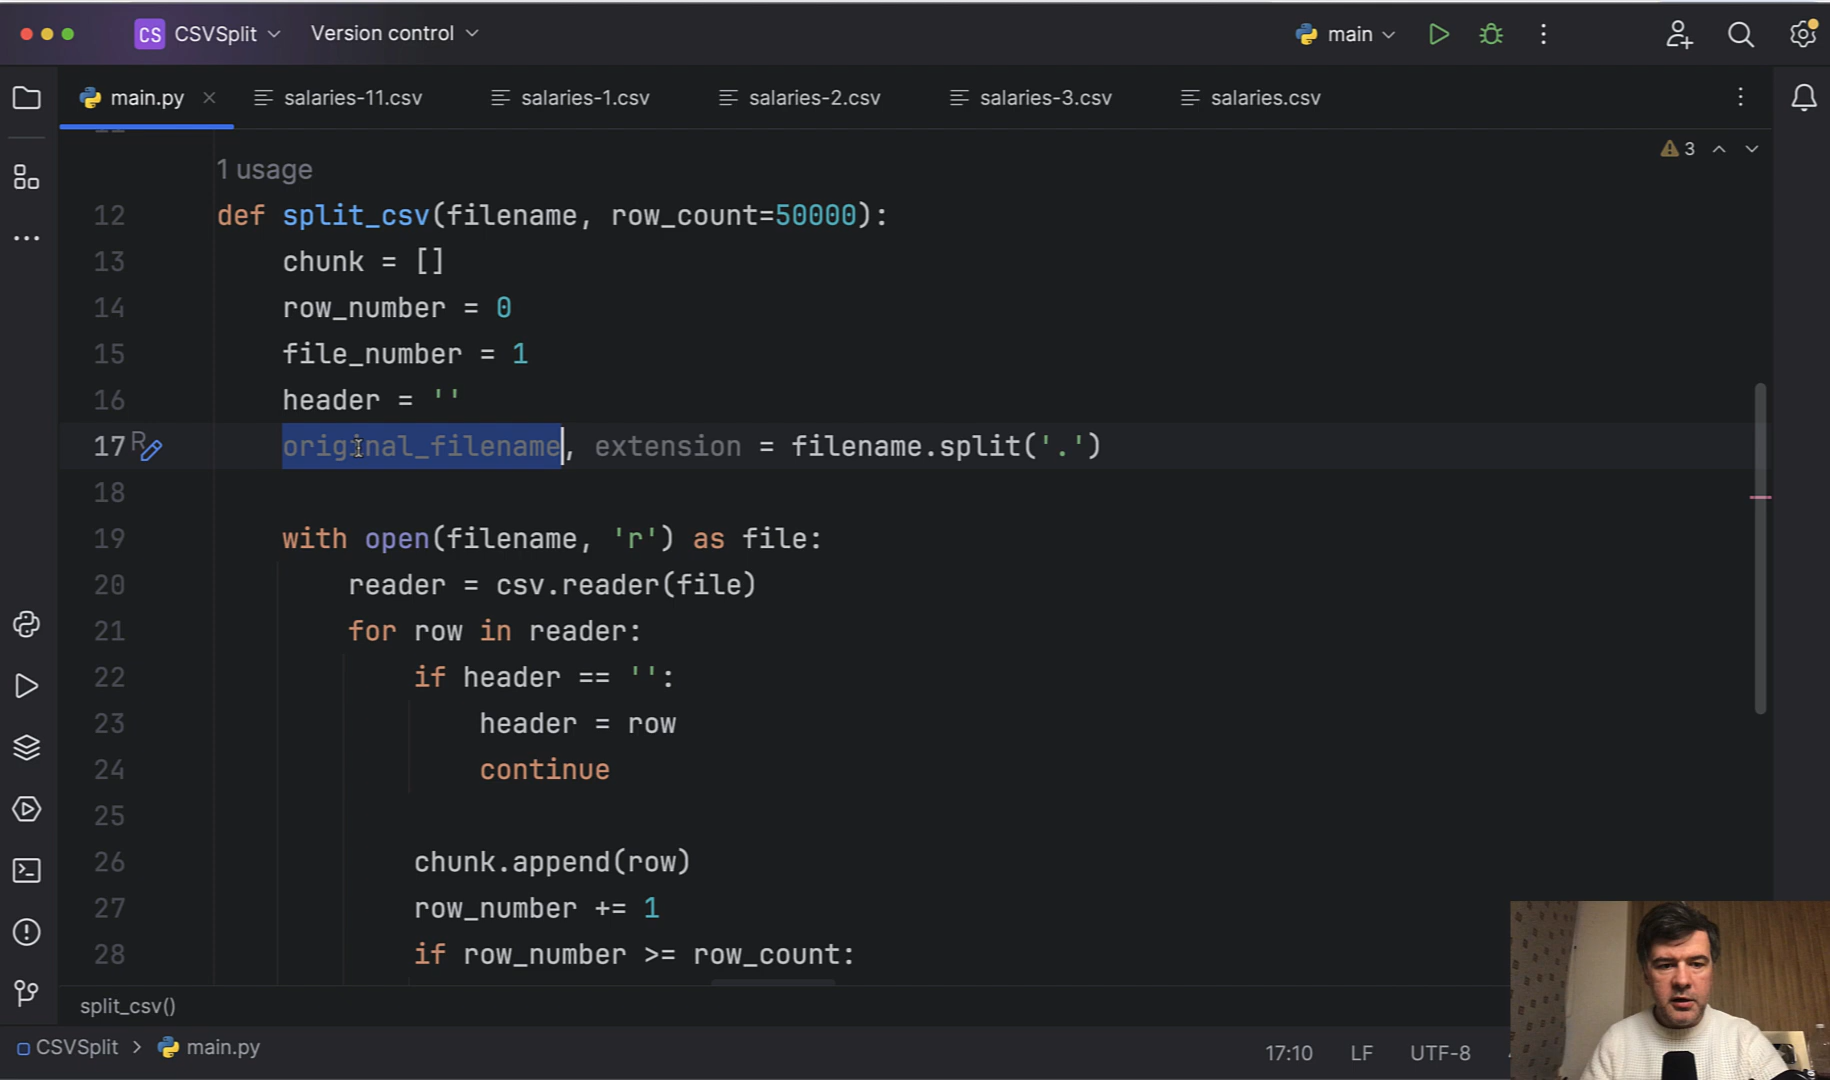 CS CSVSplit Version control main
main.py salaries-11.csv salaries-1.csv salaries-2.csv salaries-3.csv salaries.csv
3
1 usage
12 def split_csv(filename, row_count=50000):
13 chunk = []
14 row_number = 0
15 file_number = 1
16 header = ''
17 original_filename, extension = filename.split('.')
18
19 with open(filename, 'r') as file:
20 reader = csv.reader(file)
21 for row in reader:
22 if header == '':
23 header = row
24 continue
25
26 chunk.append(row)
27 row_number += 1
28 if row_number >= row_count:
split_csv()
CSVSplit > main.py 17:10 LF UTF-8